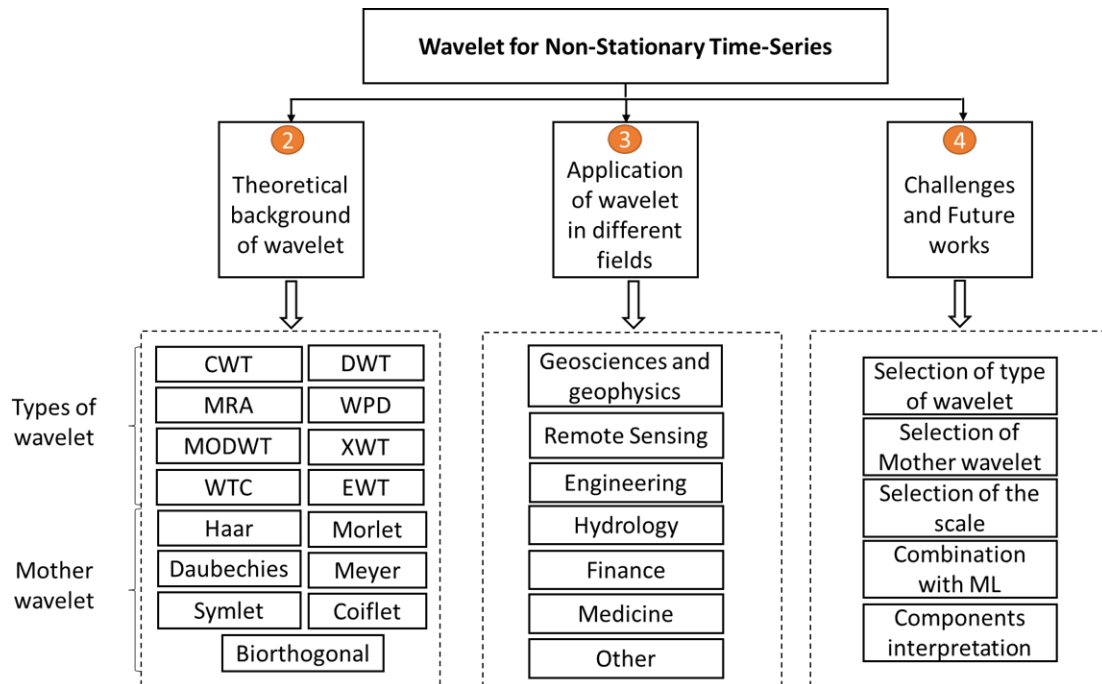 Wavelet for Non-Stationary Time-Series
2
Theoretical
background
of wavelet
3
Application
of wavelet
in different
fields
4
Challenges
and Future
works
Types of
wavelet
CWT
DWT
MRA
WPD
MODWT
XWT
WTC
EWT
Mother
wavelet
Haar
Morlet
Daubechies
Meyer
Symlet
Coiflet
Biorthogonal
Geosciences and
geophysics
Remote Sensing
Engineering
Hydrology
Finance
Medicine
Other
Selection of type
of wavelet
Selection of
Mother wavelet
Selection of the
scale
Combination
with ML
Components
interpretation